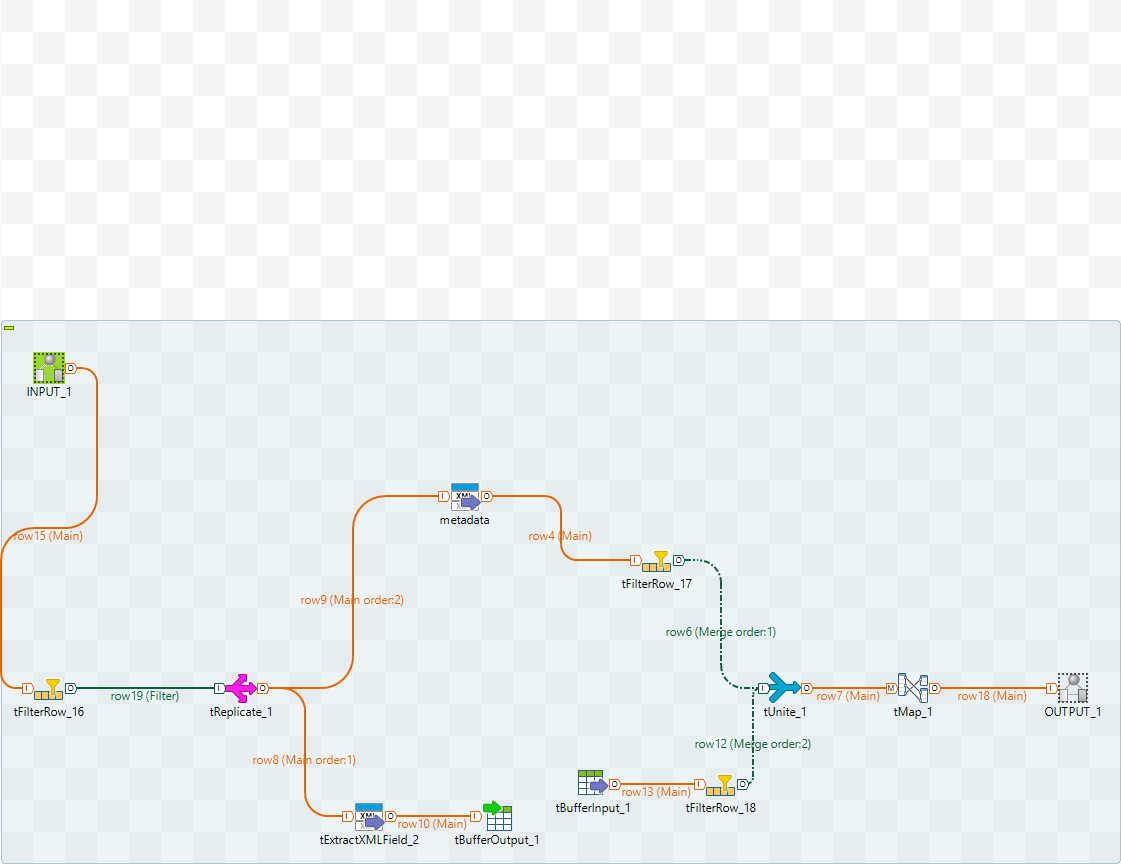 INPUT_1
row15 (Main)
metadata
row4 (Main)
tFilterRow_17
row9 (Main order:2)
row6 (Merge order:1)
tFilterRow_16
row19 (Filter)
tReplicate_1
tUnite_1
row7 (Main)
tMap_1
row18 (Main)
OUTPUT_1
row12 (Merge order:2)
row8 (Main order:1)
tBufferInput_1
row13 (Main)
tFilterRow_18
tExtractXMLField_2
row10 (Main)
tBufferOutput_1